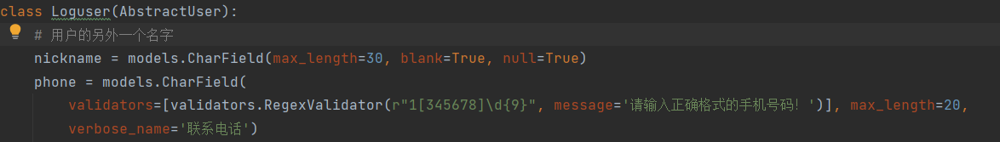 class Loguser(AbstractUser):
# 用户的另外一个名字
nickname = models.CharField(max_length=30, blank=True, null=True)
phone = models.CharField(
validators=[validators.RegexValidator(r"1[345678]\d{9}", message='请输入正确格式的手机号码！')], max_length=20,
verbose_name='联系电话')